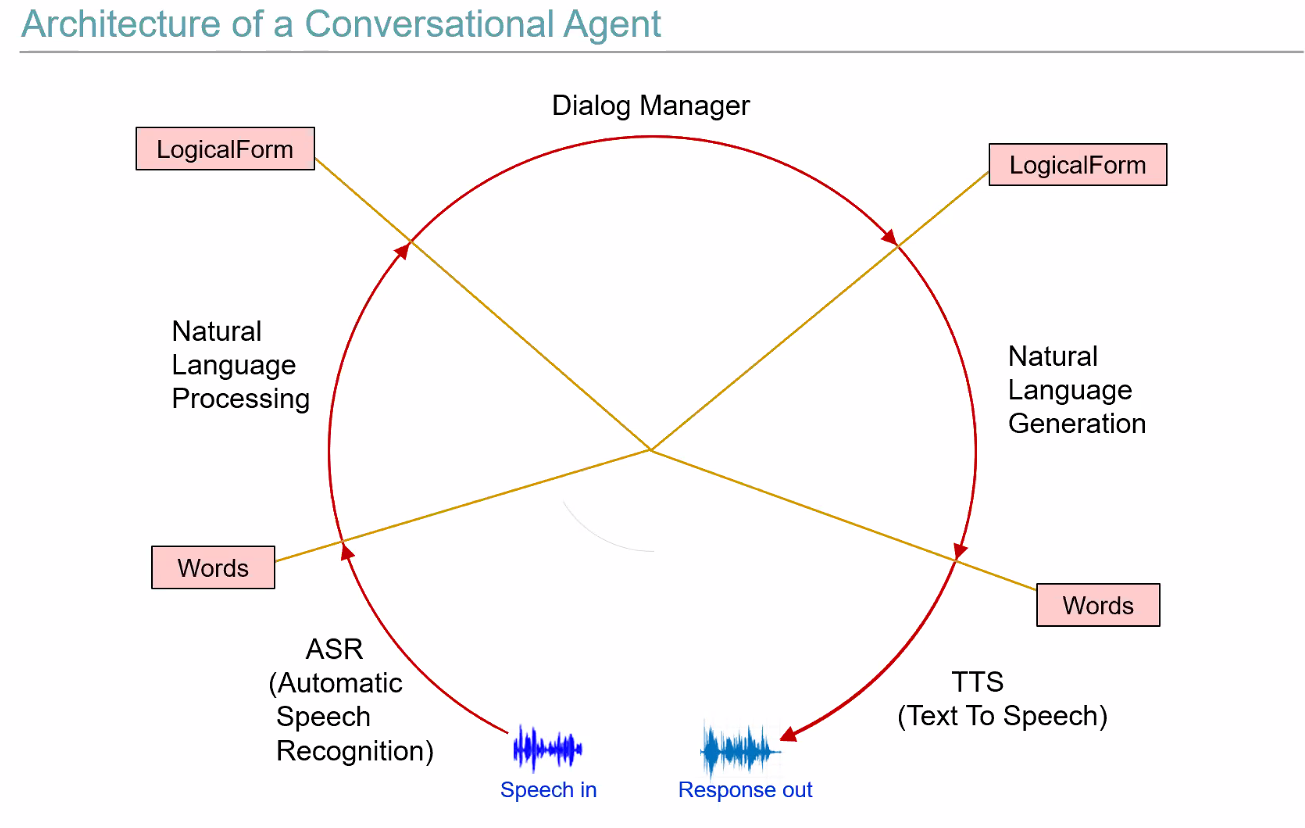 Architecture of a Conversational Agent
Dialog Manager
LogicalForm
LogicalForm
Natural
Language
Processing
Natural
Language
Generation
Words
Words
ASR
(Automatic
Speech
Recognition)
TTS
(Text To Speech)
Speech in
Response out